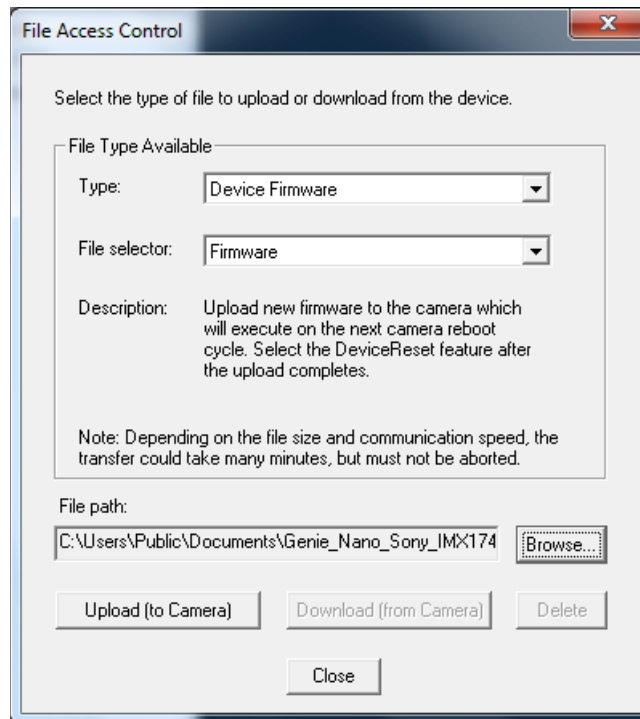 File Access Control
Select the type of file to upload or download from the device.
File Type Available
Type:
Device Firmware
File selector:
Firmware
Description:
Upload new firmware to the camera which
will execute on the next camera reboot
cycle. Select the DeviceReset feature after
the upload completes.
Note: Depending on the file size and communication speed, the
transfer could take many minutes, but must not be aborted.
File path:
C:\Users\Public\Documents\Genie_Nano_Sony_IMX174
Browse...
Upload (to Camera)
Download (from Camera)
Delete
Close